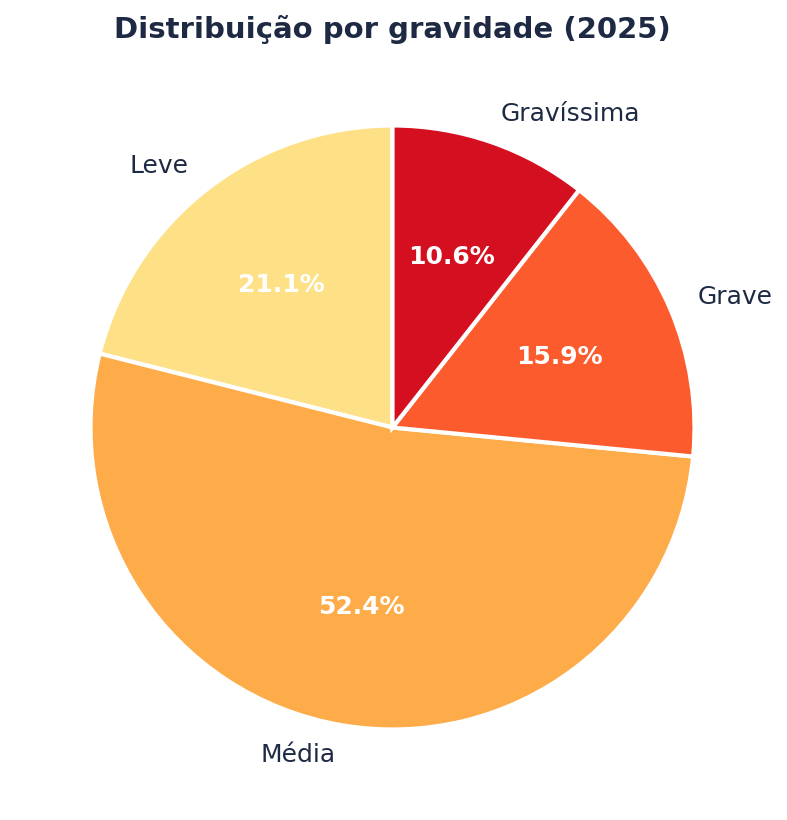 Distribuição por gravidade (2025)
Gravíssima
Leve
10.6%
21.1%
Grave
15.9%
52.4%
Média